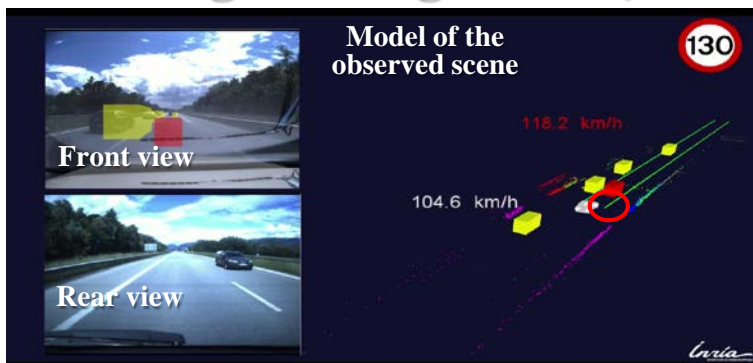 Model of the
observed scene
130
Front view
118.2 km/h
104.6 km/h
Rear view
Inria